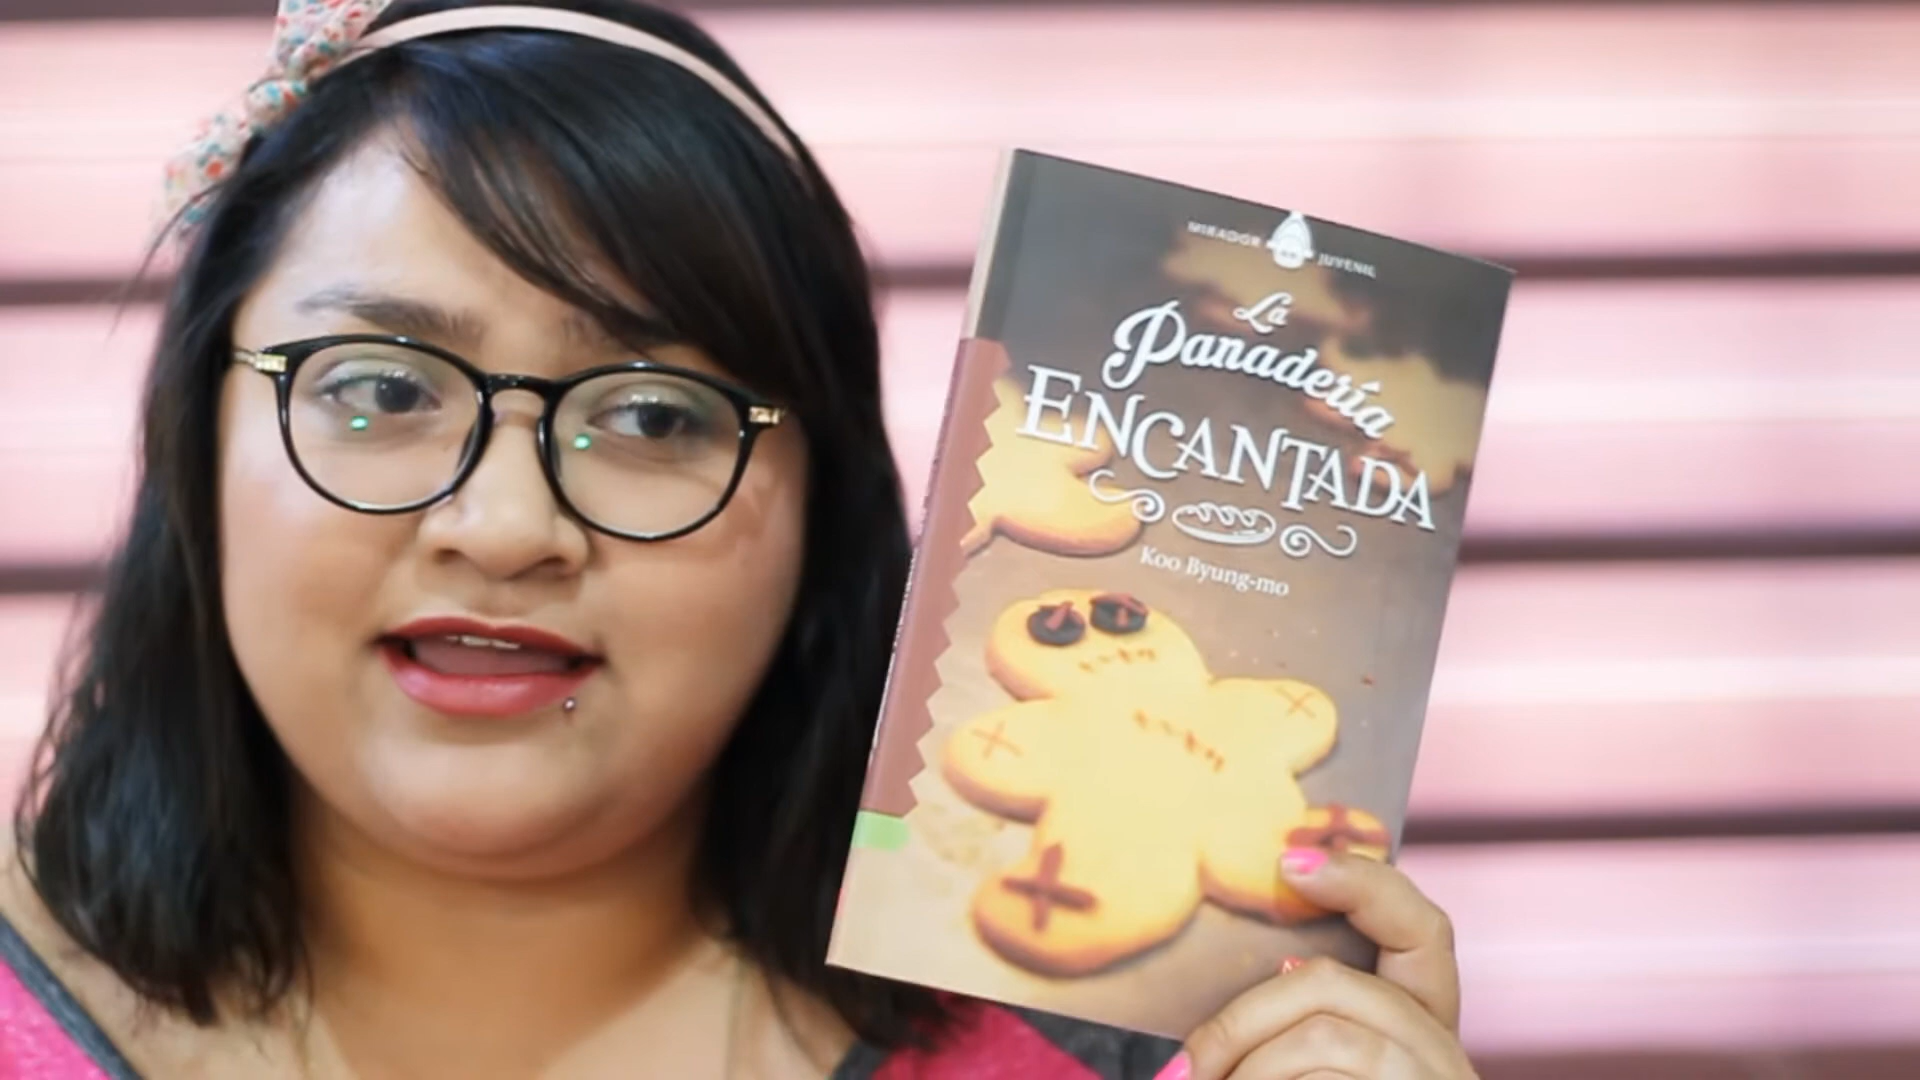 MIRADOR JUVENIL
La
Panadería
ENCANTADA
Koo Byung-mo